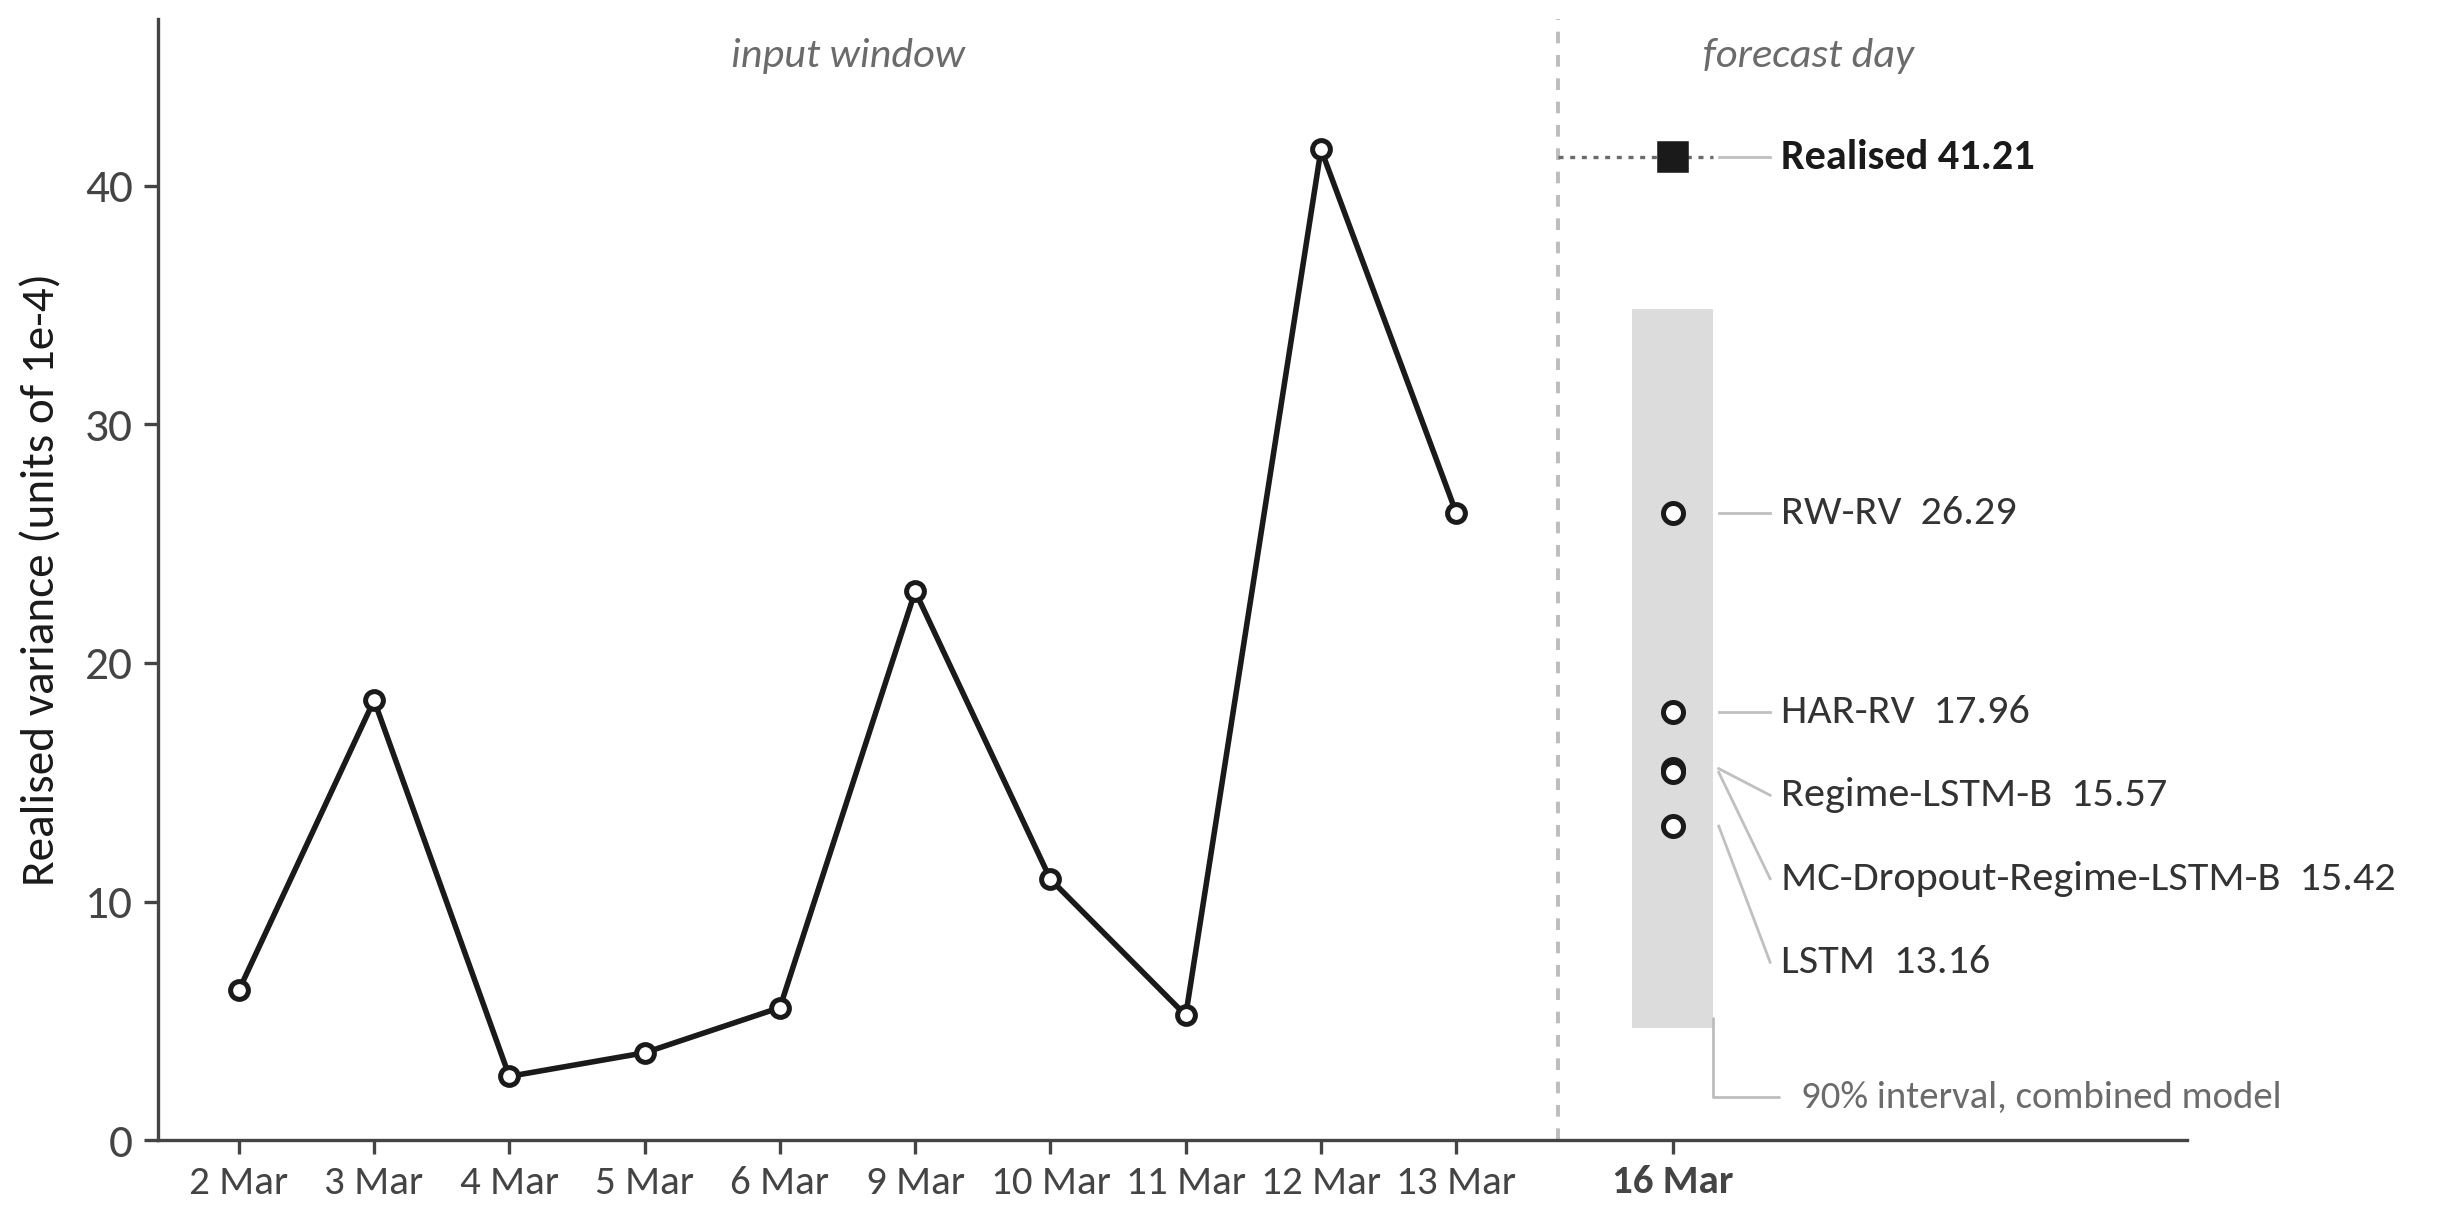 input window
forecast day
Realised variance (units of 1e-4)
40
30
20
10
0
Realised 41.21
RW-RV 26.29
HAR-RV 17.96
Regime-LSTM-B 15.57
MC-Dropout-Regime-LSTM-B 15.42
LSTM 13.16
90% interval, combined model
2 Mar 3 Mar 4 Mar 5 Mar 6 Mar 9 Mar 10 Mar 11 Mar 12 Mar 13 Mar 16 Mar